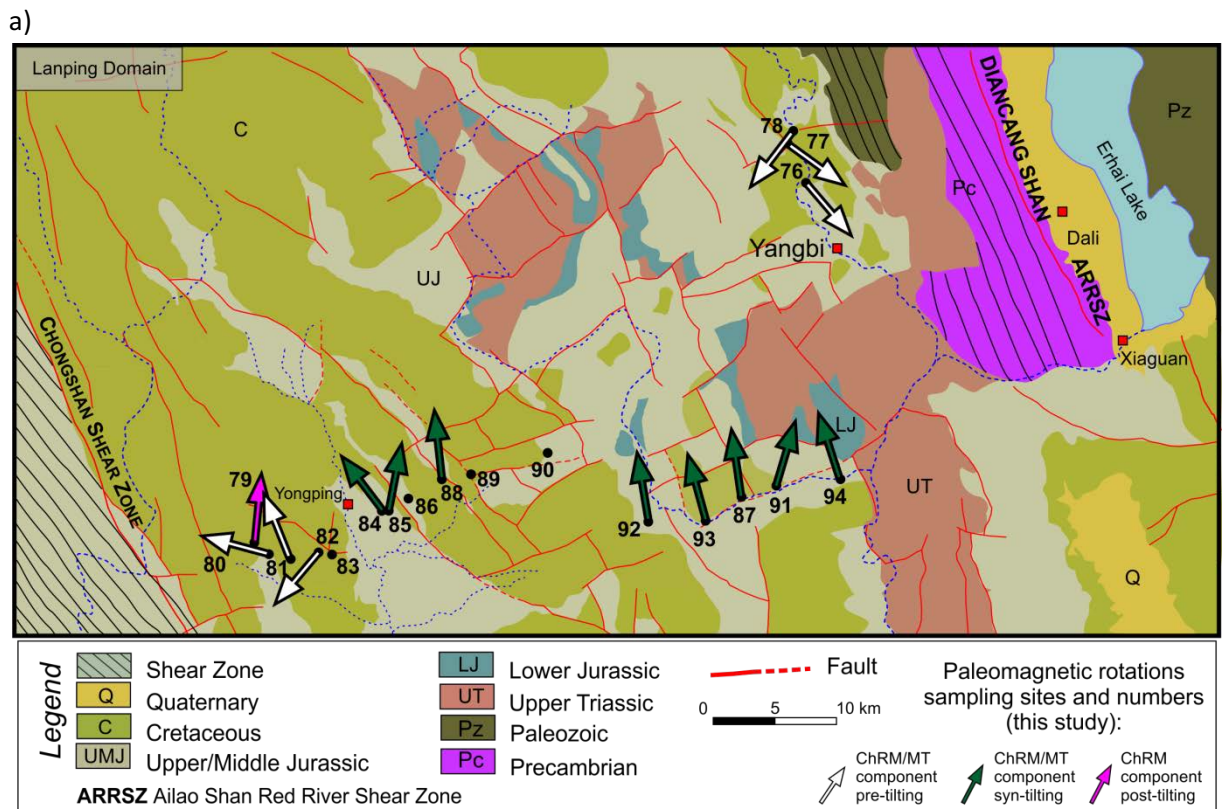 a)
Lanping Domain
C
78
77
76
Yangbi
Pc
DIANCANG SHAN
ARRSZ
Erhai Lake
Dali
Pz
Xiaguan
UJ
CHONGSHAN SHEAR ZONE
LJ
90
89
88
86
79
Yongping
84
85
92
93
87
91
94
UT
82
80
81
83
Q
Legend
Shear Zone
Q Quaternary
C Cretaceous
UMJ Upper/Middle Jurassic
ARRSZ Ailao Shan Red River Shear Zone
LJ Lower Jurassic
UT Upper Triassic
Pz Paleozoic
Pc Precambrian
Fault
0 5 10 km
Paleomagnetic rotations
sampling sites and numbers
(this study):
ChRM/MT
component
pre-tilting
ChRM/MT
component
syn-tilting
ChRM
component
post-tilting